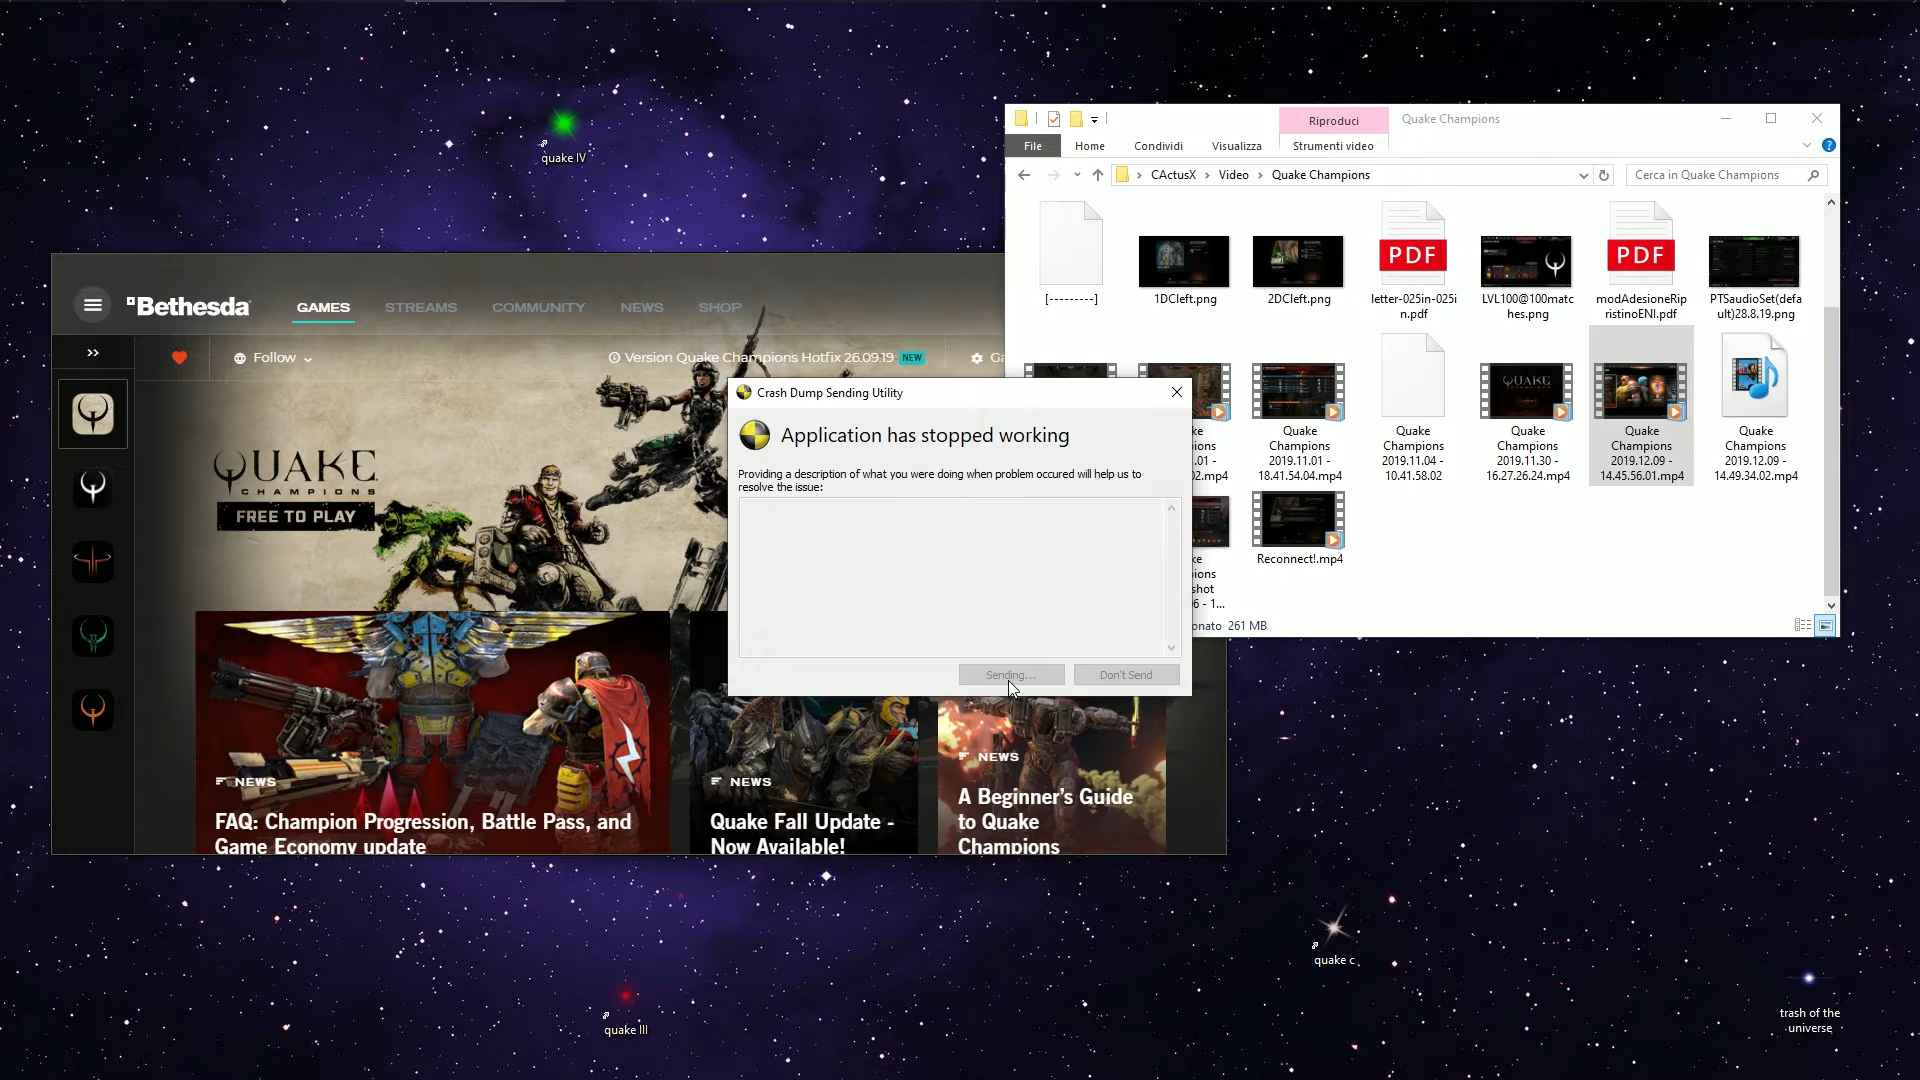 quake IV
Riproduci
Quake Champions
File
Home
Condividi
Visualizza
Strumenti video
CActusX
Video
Quake Champions
Cerca in Quake Champions
PDF
PDF
[---------]
1DCleft.png
2DCleft.png
letter-025in-025i
n.pdf
LVL100@100matc
hes.png
modAdesioneRip
ristinoENI.pdf
PTSaudioSet(defa
ult)28.8.19.png
Quake
Champions
2019.11.01 -
18.41.54.04.mp4
Quake
Champions
2019.11.04 -
10.41.58.02
Quake
Champions
2019.11.30 -
16.27.26.24.mp4
Quake
Champions
2019.12.09 -
14.45.56.01.mp4
Quake
Champions
2019.12.09 -
14.49.34.02.mp4
Reconnect!.mp4
261 MB
Bethesda
GAMES
STREAMS
COMMUNITY
NEWS
SHOP
Follow
Version Quake Champions Hotfix 26.09.19 NEW
QUAKE
CHAMPIONS
FREE TO PLAY
Crash Dump Sending Utility
Application has stopped working
Providing a description of what you were doing when problem occured will help us to
resolve the issue:
Sending...
Don't Send
NEWS
FAQ: Champion Progression, Battle Pass, and
Game Economy update
NEWS
Quake Fall Update -
Now Available!
NEWS
A Beginner's Guide
to Quake
Champions
quake c
quake III
trash of the
universe